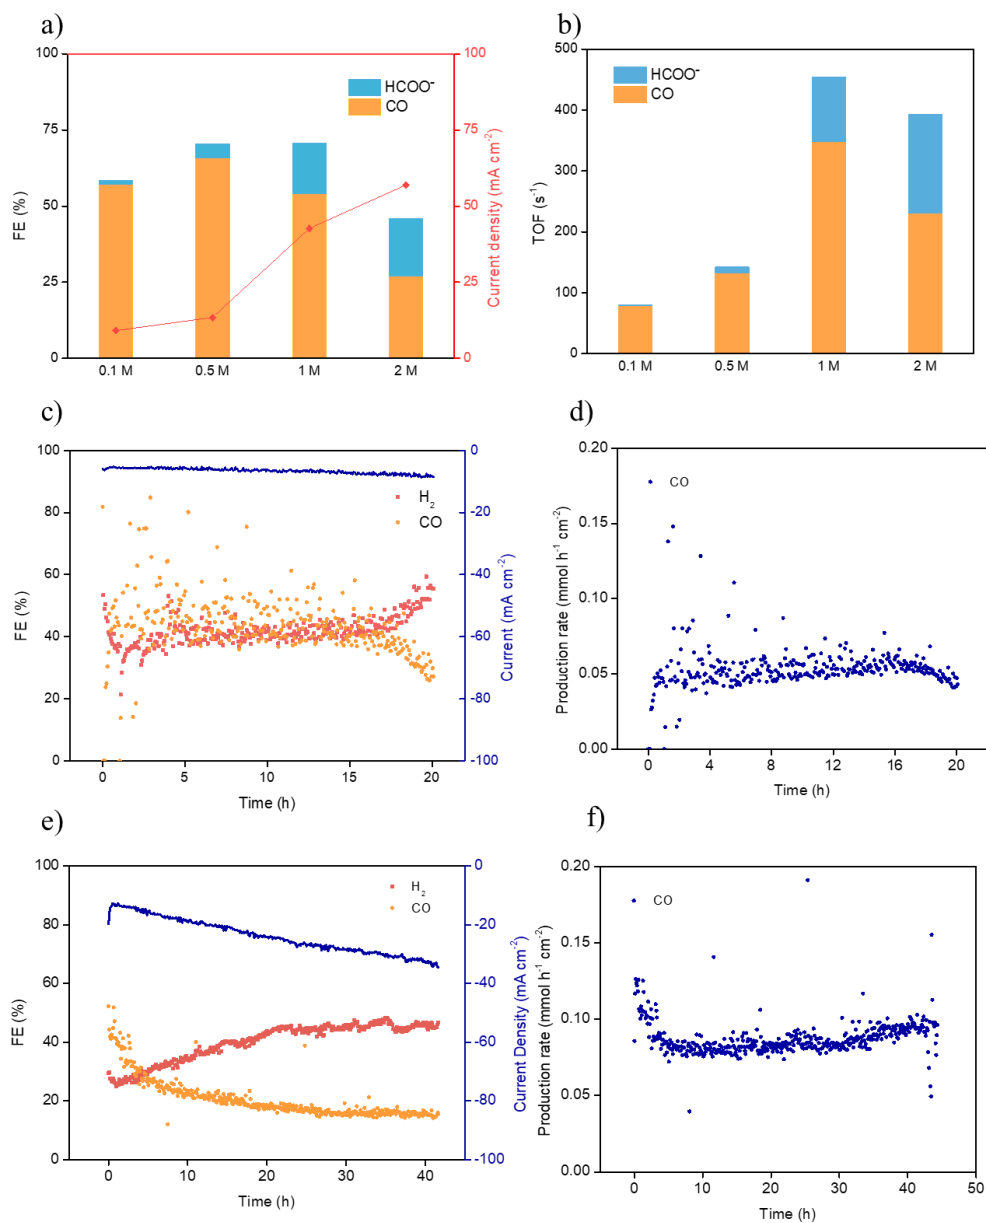 a)
100
75
50
25
0
FE (%)
HCOO⁻
CO
100
75
50
25
0
Current density (mA cm⁻²)
0.1 M
0.5 M
1 M
2 M
b)
500
400
300
200
100
0
TOF (s⁻¹)
HCOO⁻
CO
0.1 M
0.5 M
1 M
2 M
c)
100
80
60
40
20
0
FE (%)
H₂
CO
0
-20
-40
-60
-80
-100
Current (mA cm⁻²)
0 5 10 15 20
Time (h)
d)
0.20
0.15
0.10
0.05
0.00
Production rate (mmol h⁻¹ cm⁻²)
CO
0 4 8 12 16 20
Time (h)
e)
100
80
60
40
20
0
FE (%)
H₂
CO
0
-20
-40
-60
-80
-100
Current Density (mA cm⁻²)
0 10 20 30 40
Time (h)
f)
0.20
0.15
0.10
0.05
0.00
Production rate (mmol h⁻¹ cm⁻²)
CO
0 10 20 30 40 50
Time (h)